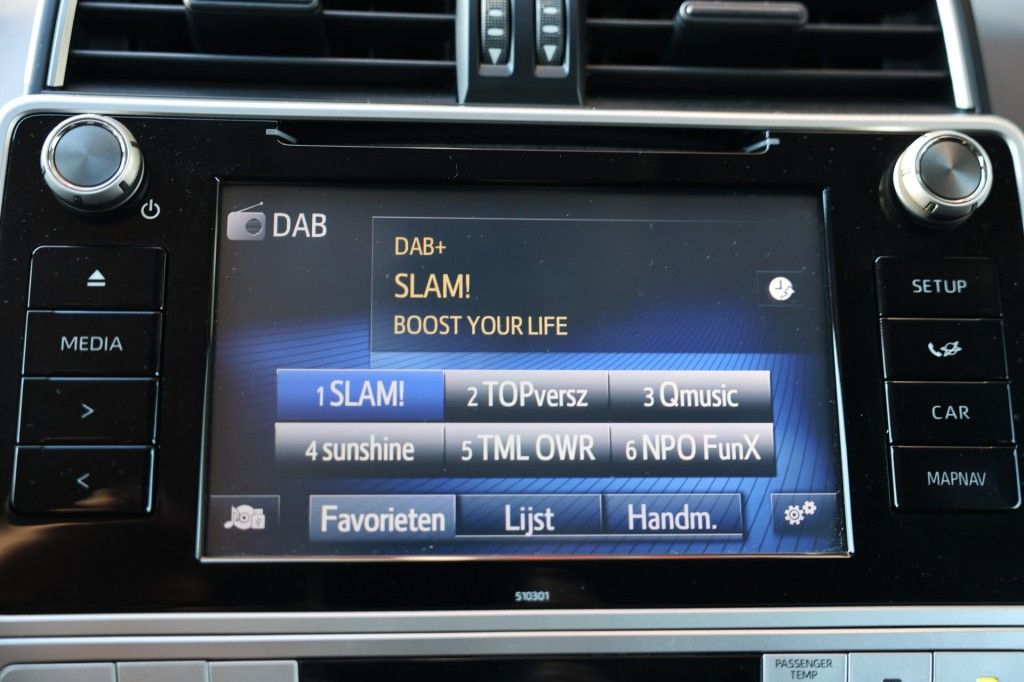 DAB
DAB+
SLAM!
BOOST YOUR LIFE
MEDIA
>
<
SETUP
CAR
MAPNAV
1 SLAM! 2 TOPversz 3 Qmusic
4 sunshine 5 TML OWR 6 NPO FunX
Favorieten Lijst Handm.
510301
PASSENGER
TEMP